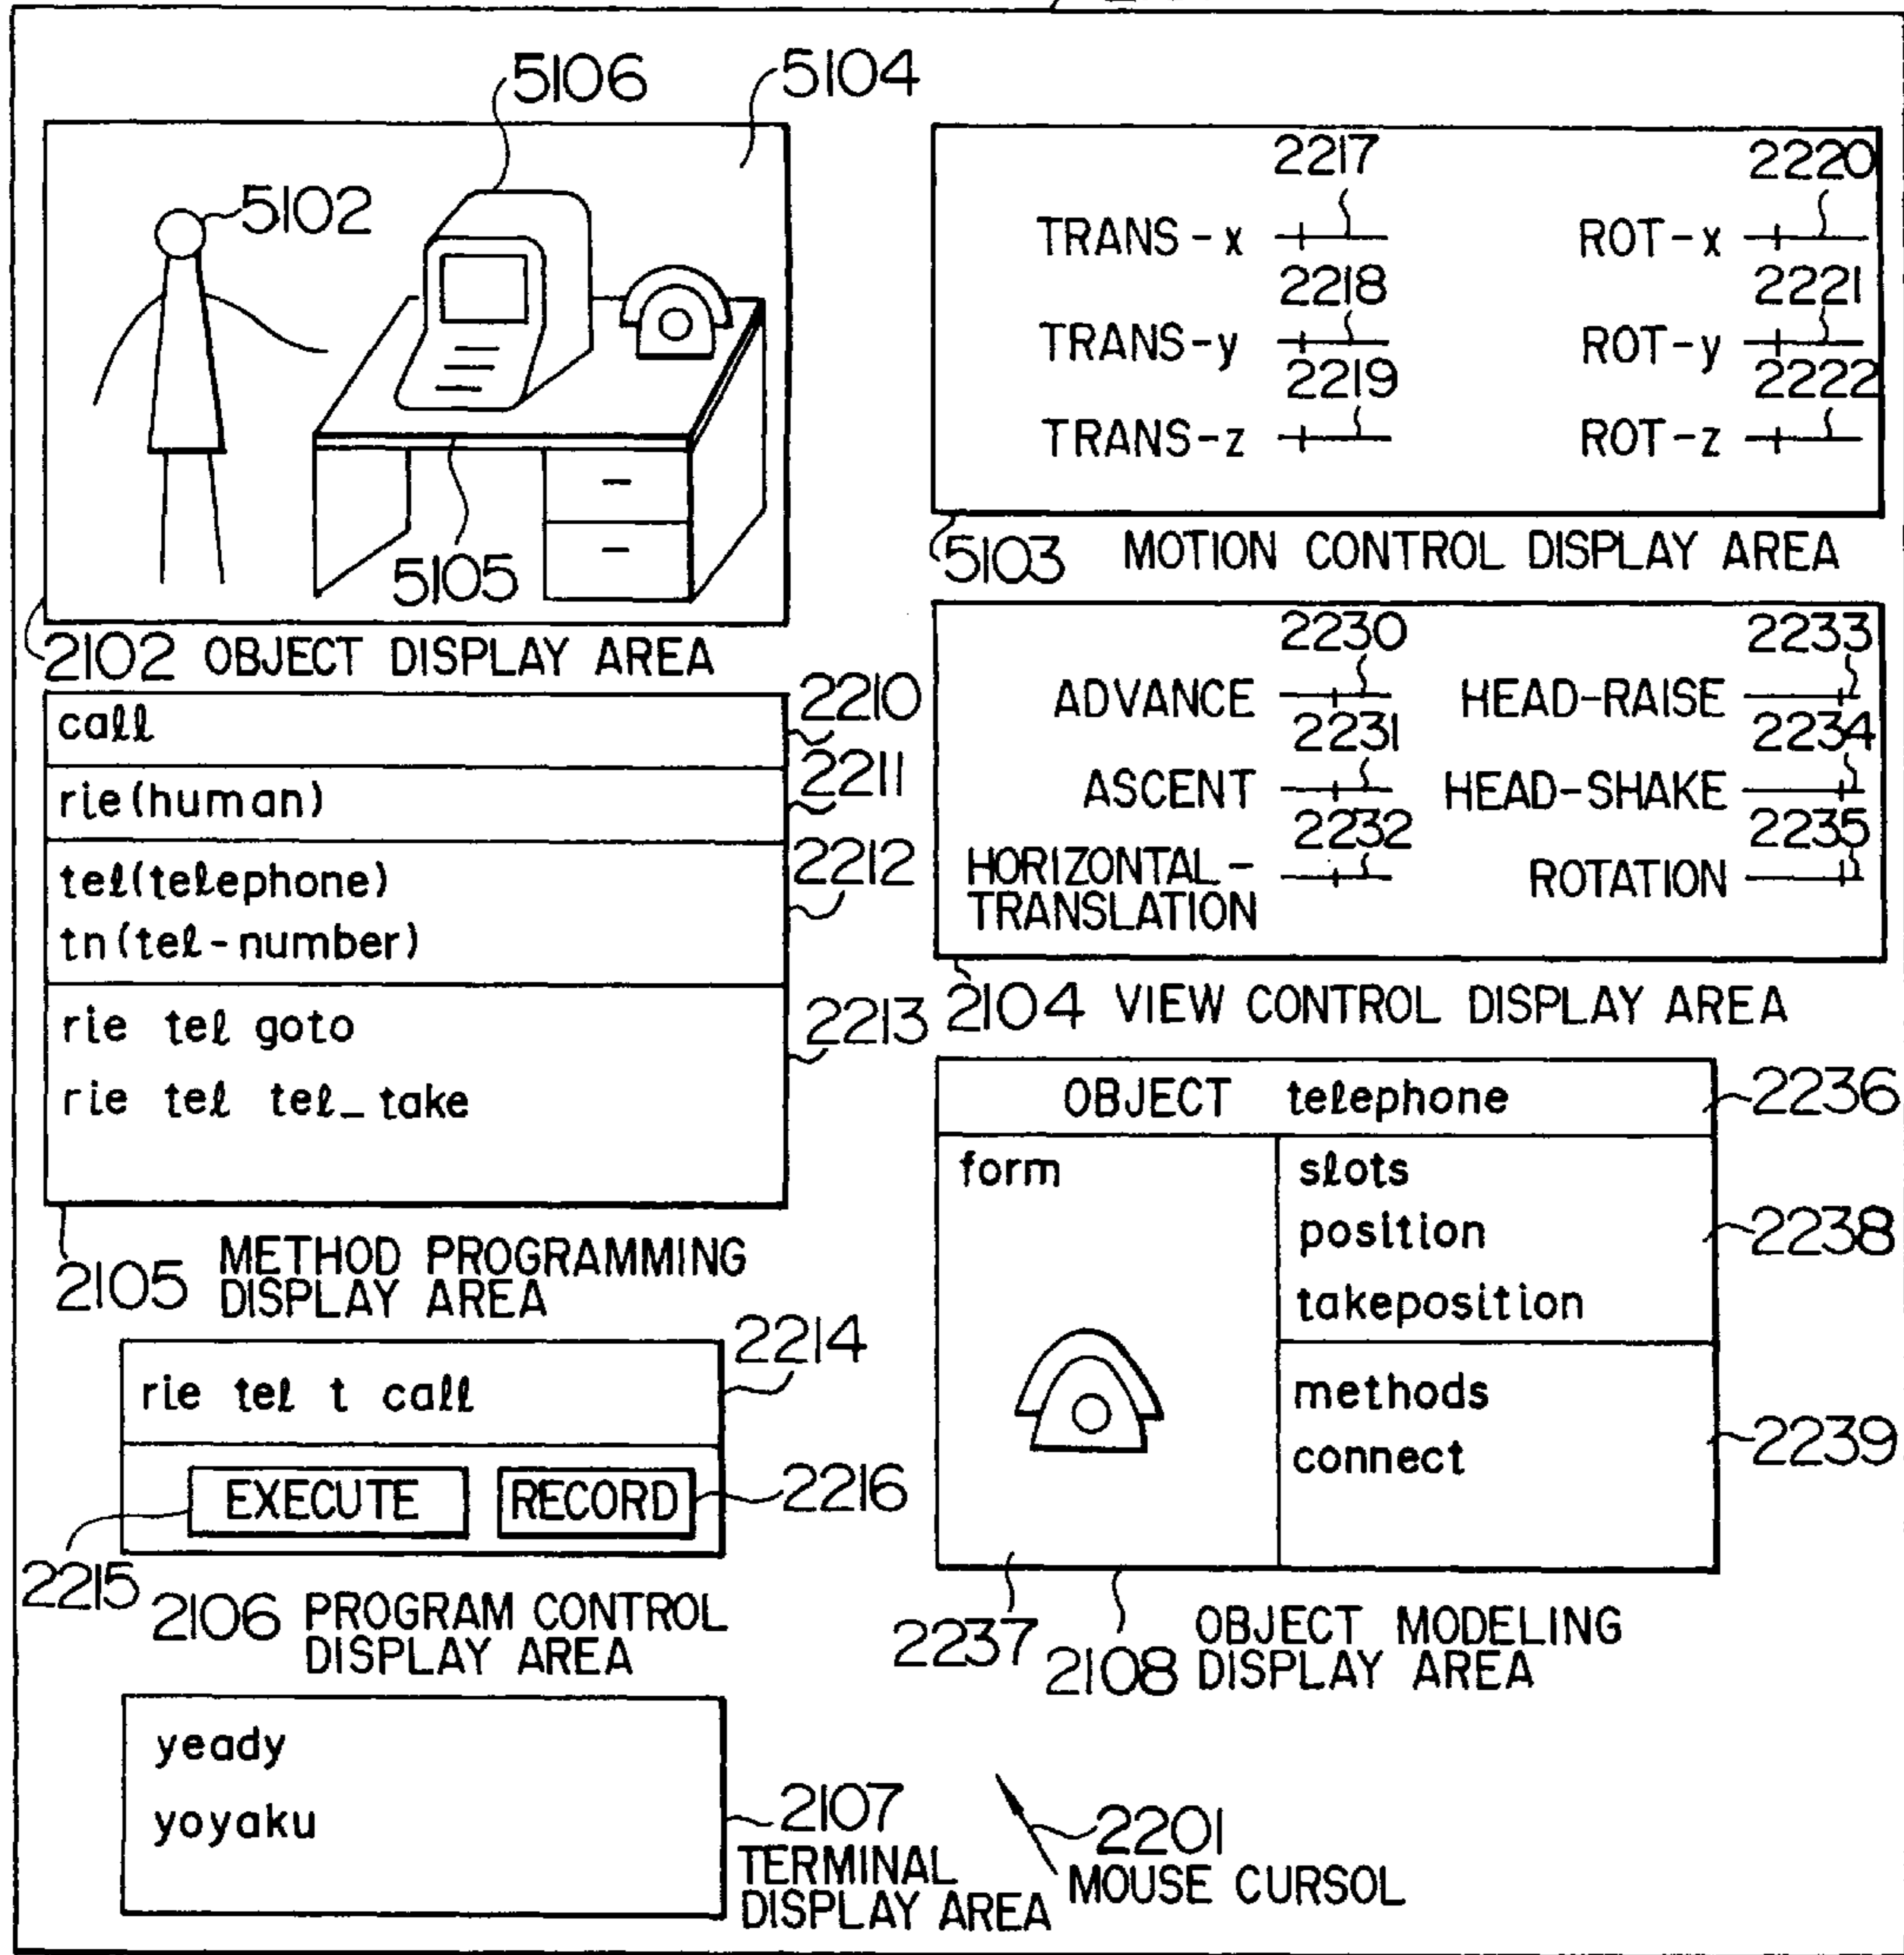 5106
5104
5102
5105
2102 OBJECT DISPLAY AREA
2217
2220
TRANS-x
ROT-x
2218
2221
TRANS-y
ROT-y
2219
2222
TRANS-z
ROT-z
5103 MOTION CONTROL DISPLAY AREA
2230
2233
ADVANCE
HEAD-RAISE
2231
2234
ASCENT
HEAD-SHAKE
2232
2235
HORIZONTAL-
TRANSLATION
ROTATION
2104 VIEW CONTROL DISPLAY AREA
call
2210
rie(human)
2211
tel(telephone)
2212
tn(tel-number)
rie tel goto
2213
rie tel tel_take
2105 METHOD PROGRAMMING
DISPLAY AREA
OBJECT telephone
2236
form
slots
position
2238
takeposition
methods
connect
2239
2237
2108 OBJECT MODELING
DISPLAY AREA
2214
rie tel t call
EXECUTE
RECORD
2216
2215
2106 PROGRAM CONTROL
DISPLAY AREA
yeady
yoyaku
2107
TERMINAL
DISPLAY AREA
2201
MOUSE CURSOL